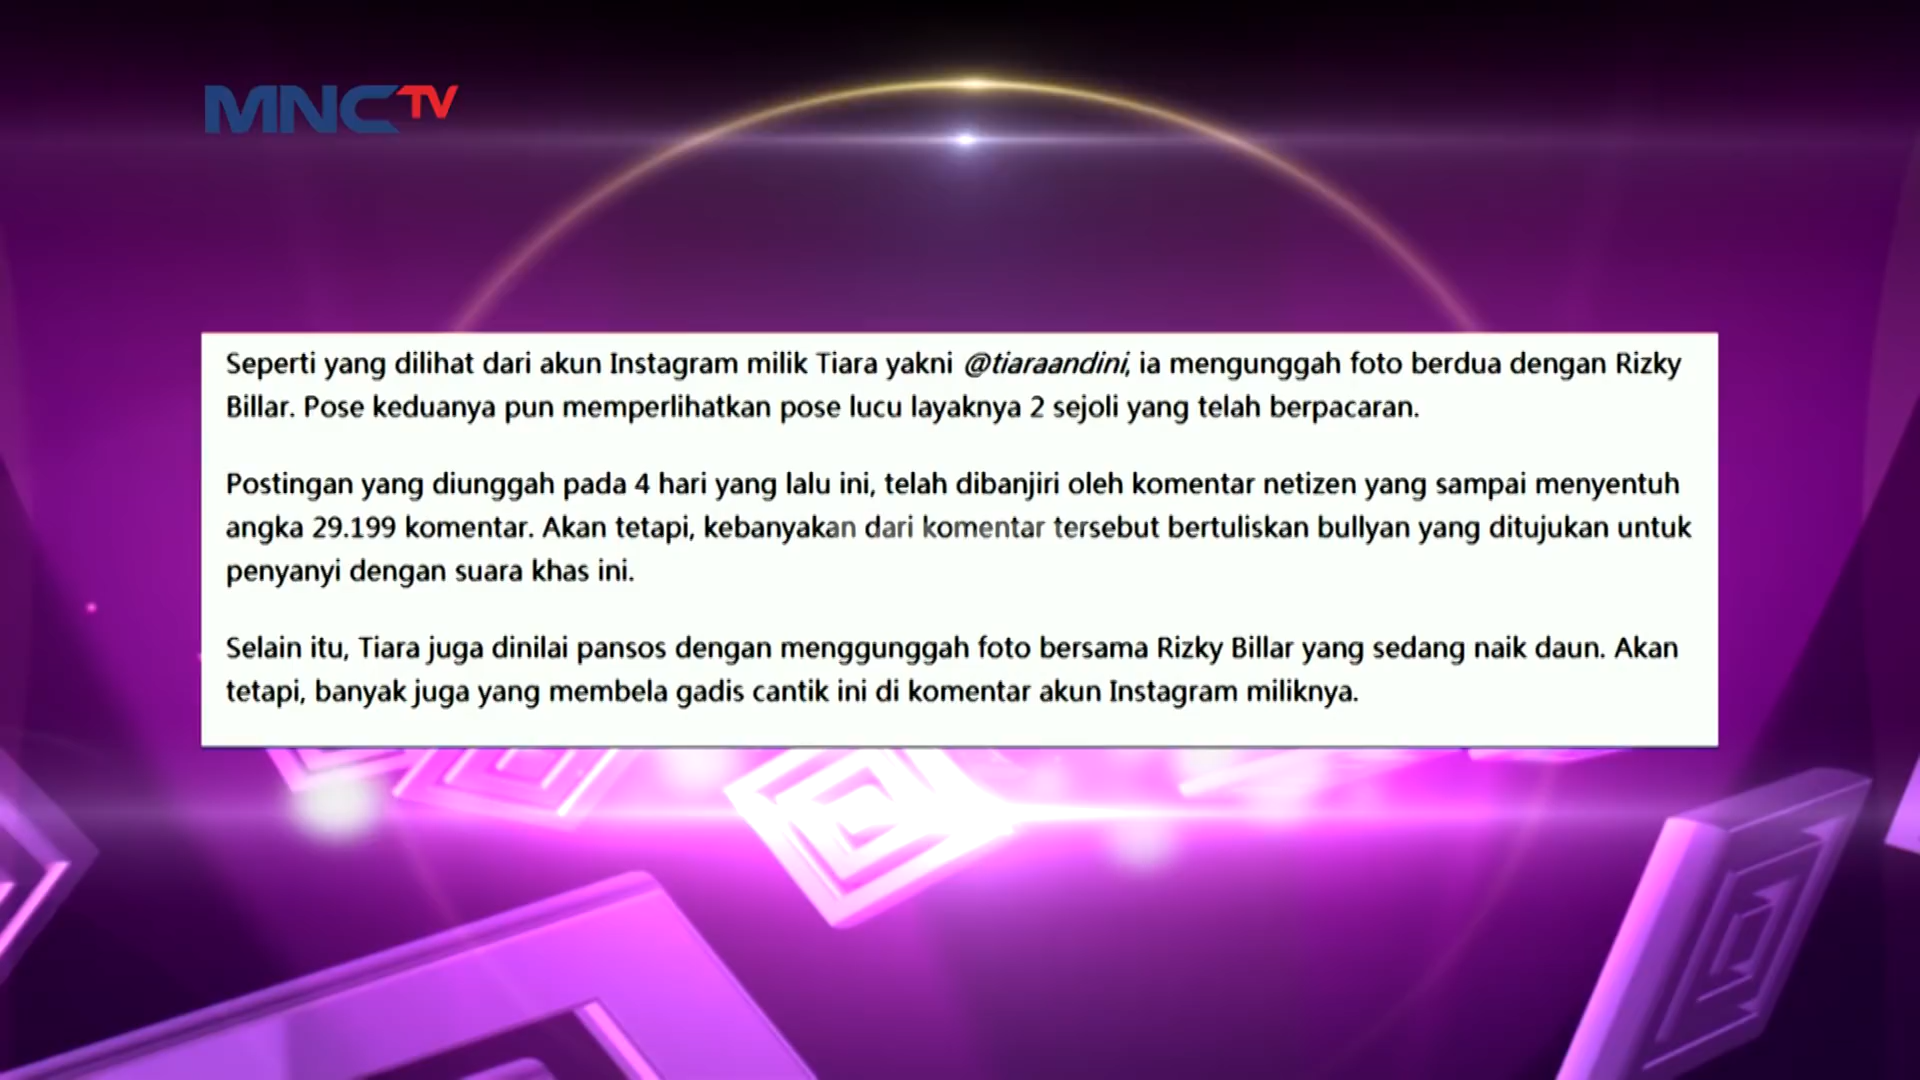 MNCTV
Seperti yang dilihat dari akun Instagram milik Tiara yakni @tiaraandini, ia mengunggah foto berdua dengan Rizky
Billar. Pose keduanya pun memperlihatkan pose lucu layaknya 2 sejoli yang telah berpacaran.
Postingan yang diunggah pada 4 hari yang lalu ini, telah dibanjiri oleh komentar netizen yang sampai menyentuh
angka 29.199 komentar. Akan tetapi, kebanyakan dari komentar tersebut bertuliskan bullyan yang ditujukan untuk
penyanyi dengan suara khas ini.
Selain itu, Tiara juga dinilai pansos dengan menggunggah foto bersama Rizky Billar yang sedang naik daun. Akan
tetapi, banyak juga yang membela gadis cantik ini di komentar akun Instagram miliknya.